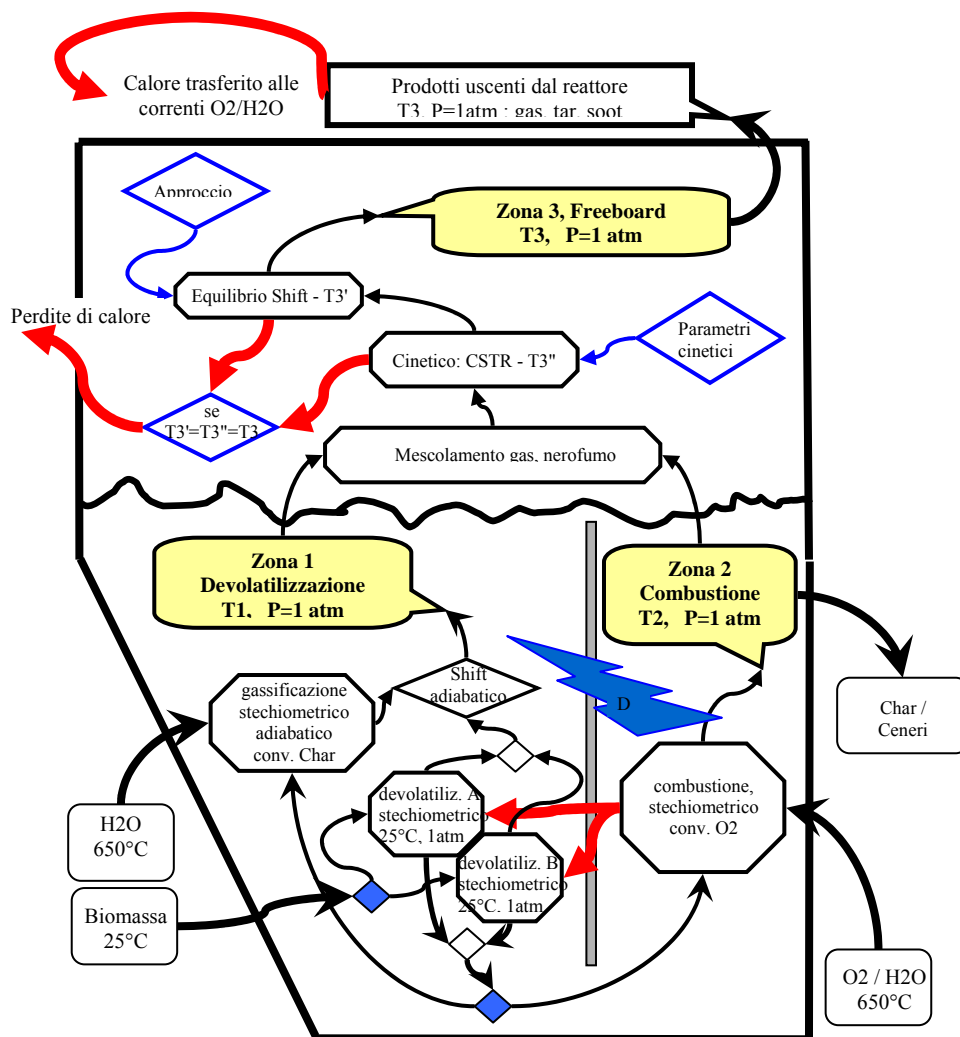 Calore trasferito alle
correnti O2/H2O
Prodotti uscenti dal reattore
T3, P=1atm : gas, tar, soot
Approccio
Zona 3, Freeboard
T3, P=1 atm
Equilibrio Shift - T3'
Perdite di calore
Parametri
cinetici
Cinetico: CSTR - T3"
se
T3'=T3"=T3
Mescolamento gas, nerofumo
Zona 1
Devolatilizzazione
T1, P=1 atm
Zona 2
Combustione
T2, P=1 atm
Shift
adiabatico
gassificazione
stechiometrico
adiabatico
conv. Char
D
Char /
Ceneri
devolatiliz. A
stechiometrico
25°C, 1atm
combustione,
stechiometrico
conv. O2
H2O
650°C
devolatiliz. B
stechiometrico
25°C, 1atm
Biomassa
25°C
O2 / H2O
650°C